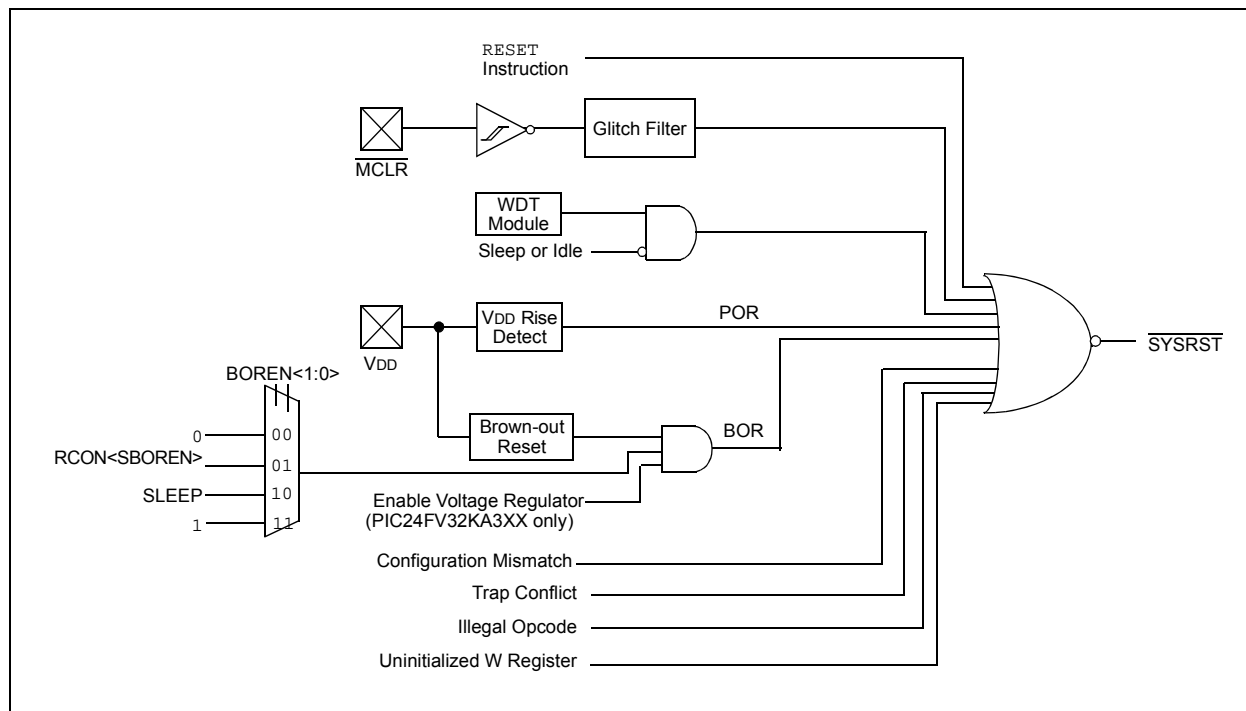 RESET
Instruction
MCLR
Glitch Filter
WDT
Module
Sleep or Idle
VDD
VDD Rise
Detect
POR
SYSRST
BOREN<1:0>
0
00
RCON<SBOREN>
01
SLEEP
10
1
11
Brown-out
Reset
BOR
Enable Voltage Regulator
(PIC24FV32KA3XX only)
Configuration Mismatch
Trap Conflict
Illegal Opcode
Uninitialized W Register